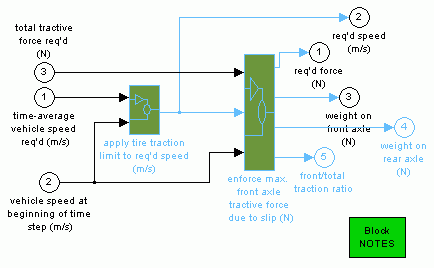 total tractive
force req'd
(N)
3
1
time-average
vehicle speed
req'd (m/s)
2
vehicle speed at
beginning of time
step (m/s)
apply tire traction
limit to req'd speed
(m/s)
enforce max.
front axle
tractive force
due to slip (N)
2
req'd speed
(m/s)
1
req'd force
(N)
3
weight on
front axle (N)
4
weight on
rear axle
(N)
5
front/total
traction ratio
Block
NOTES